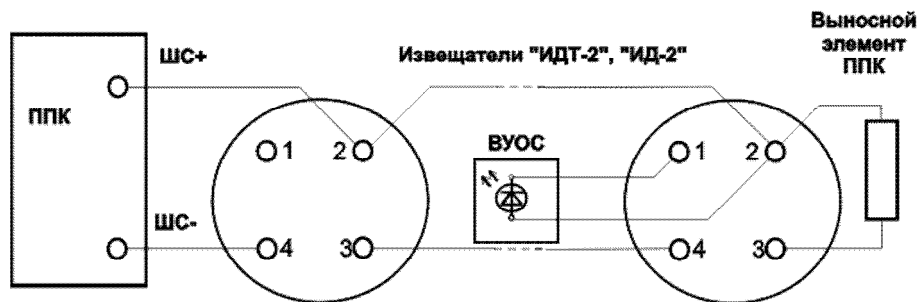 Выносной
элемент
ППК
ШС+
Извещатели "ИДТ-2", "ИД-2"
ППК
ВУОС
1
2
1
2
ШС-
4
3
4
3